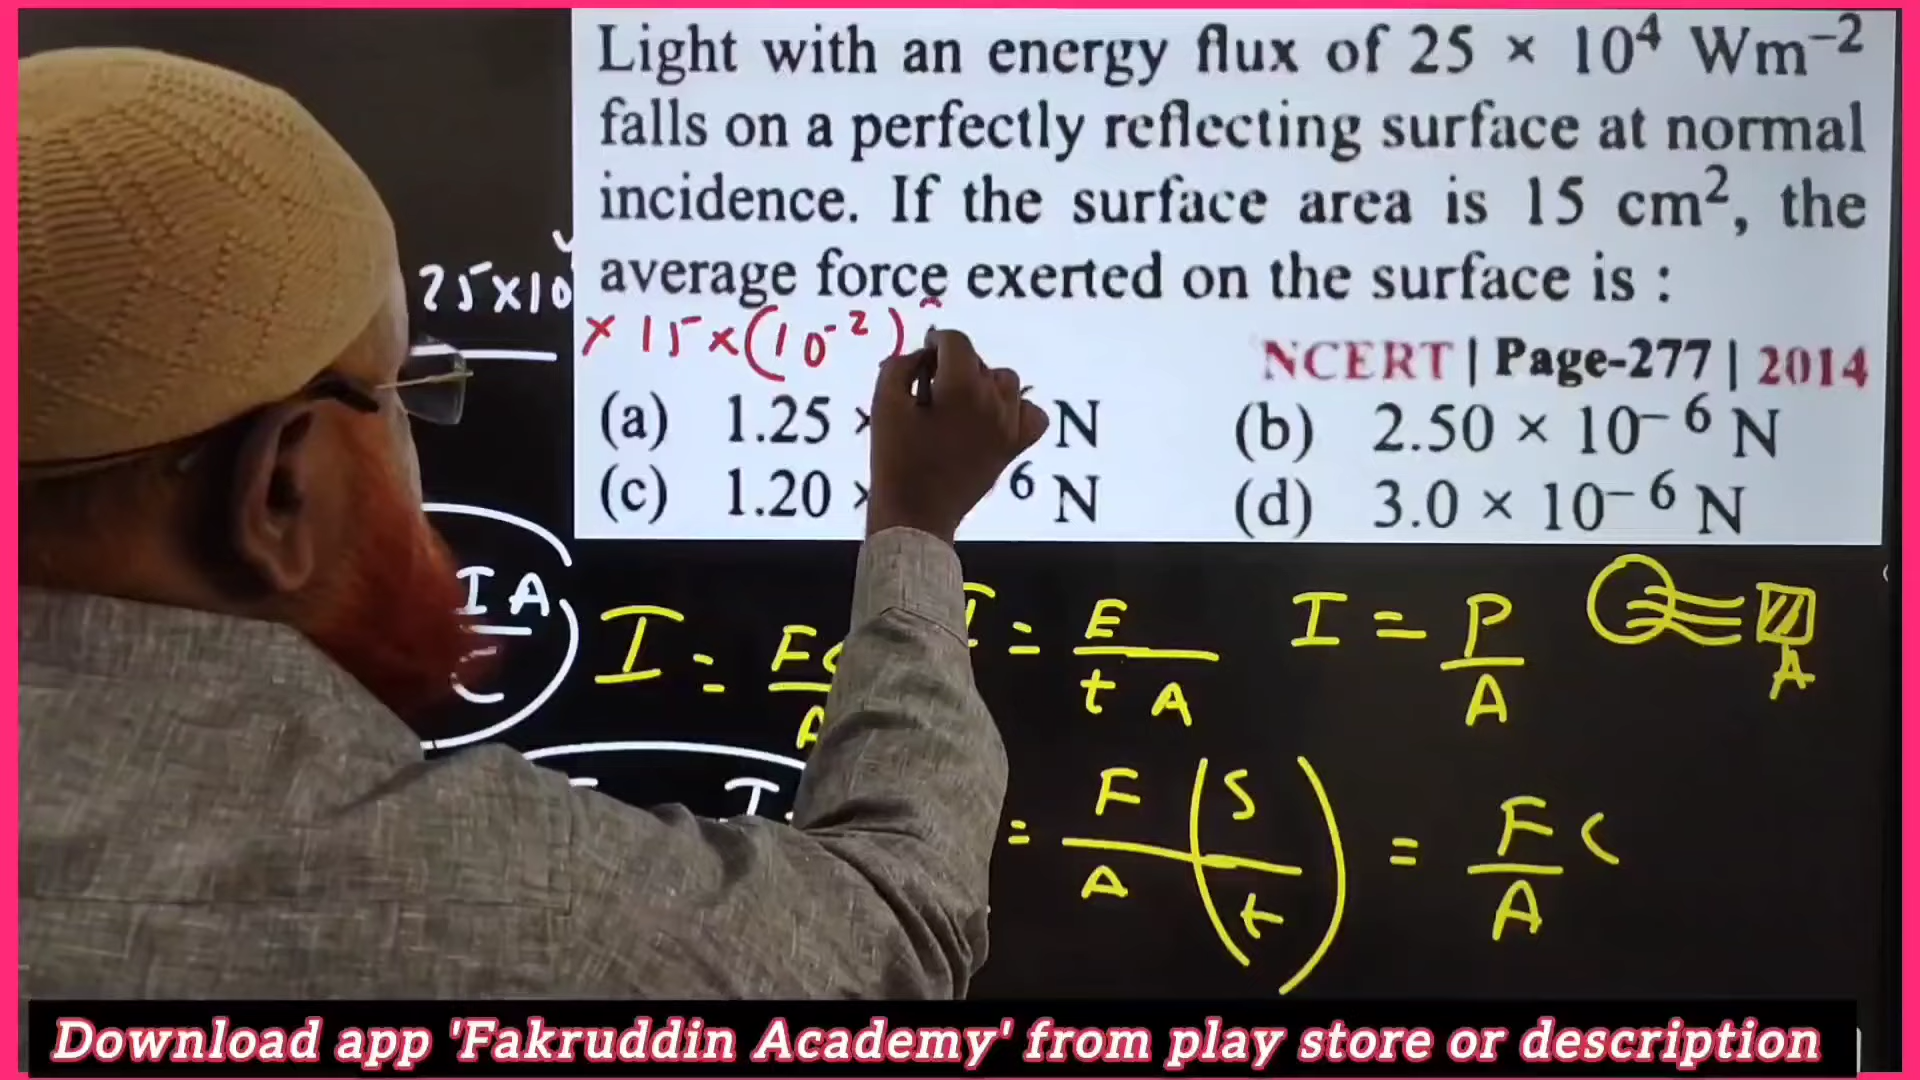 Light with an energy flux of 25 × 10⁴ Wm⁻²
falls on a perfectly reflecting surface at normal
incidence. If the surface area is 15 cm², the
average force exerted on the surface is :
25×10
× 15 × (10⁻²)
NCERT | Page-277 | 2014
(a) 1.25 × 6 N (b) 2.50 × 10⁻⁶ N
(c) 1.20 × 6 N (d) 3.0 × 10⁻⁶ N
IA
C
I = F
I = E / t A
I = P / A
A
I
= F / A ( S / t ) = F C / A
Download app 'Fakruddin Academy' from play store or description